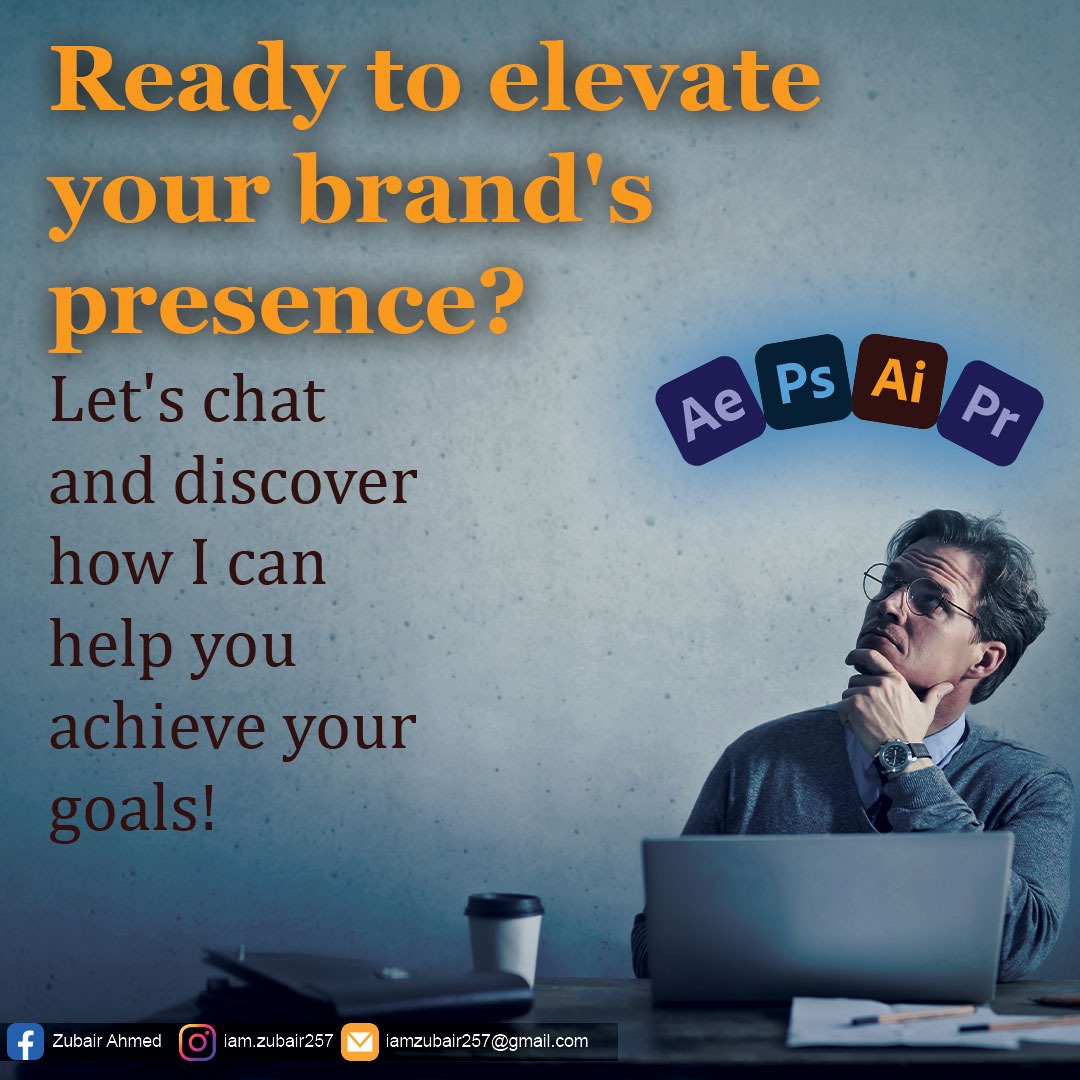 Ready to elevate
your brand's
presence?
Let's chat
and discover
how I can
help you
achieve your
goals!
Ae Ps Ai Pr
Zubair Ahmed iam.zubair257 iamzubair257@gmail.com